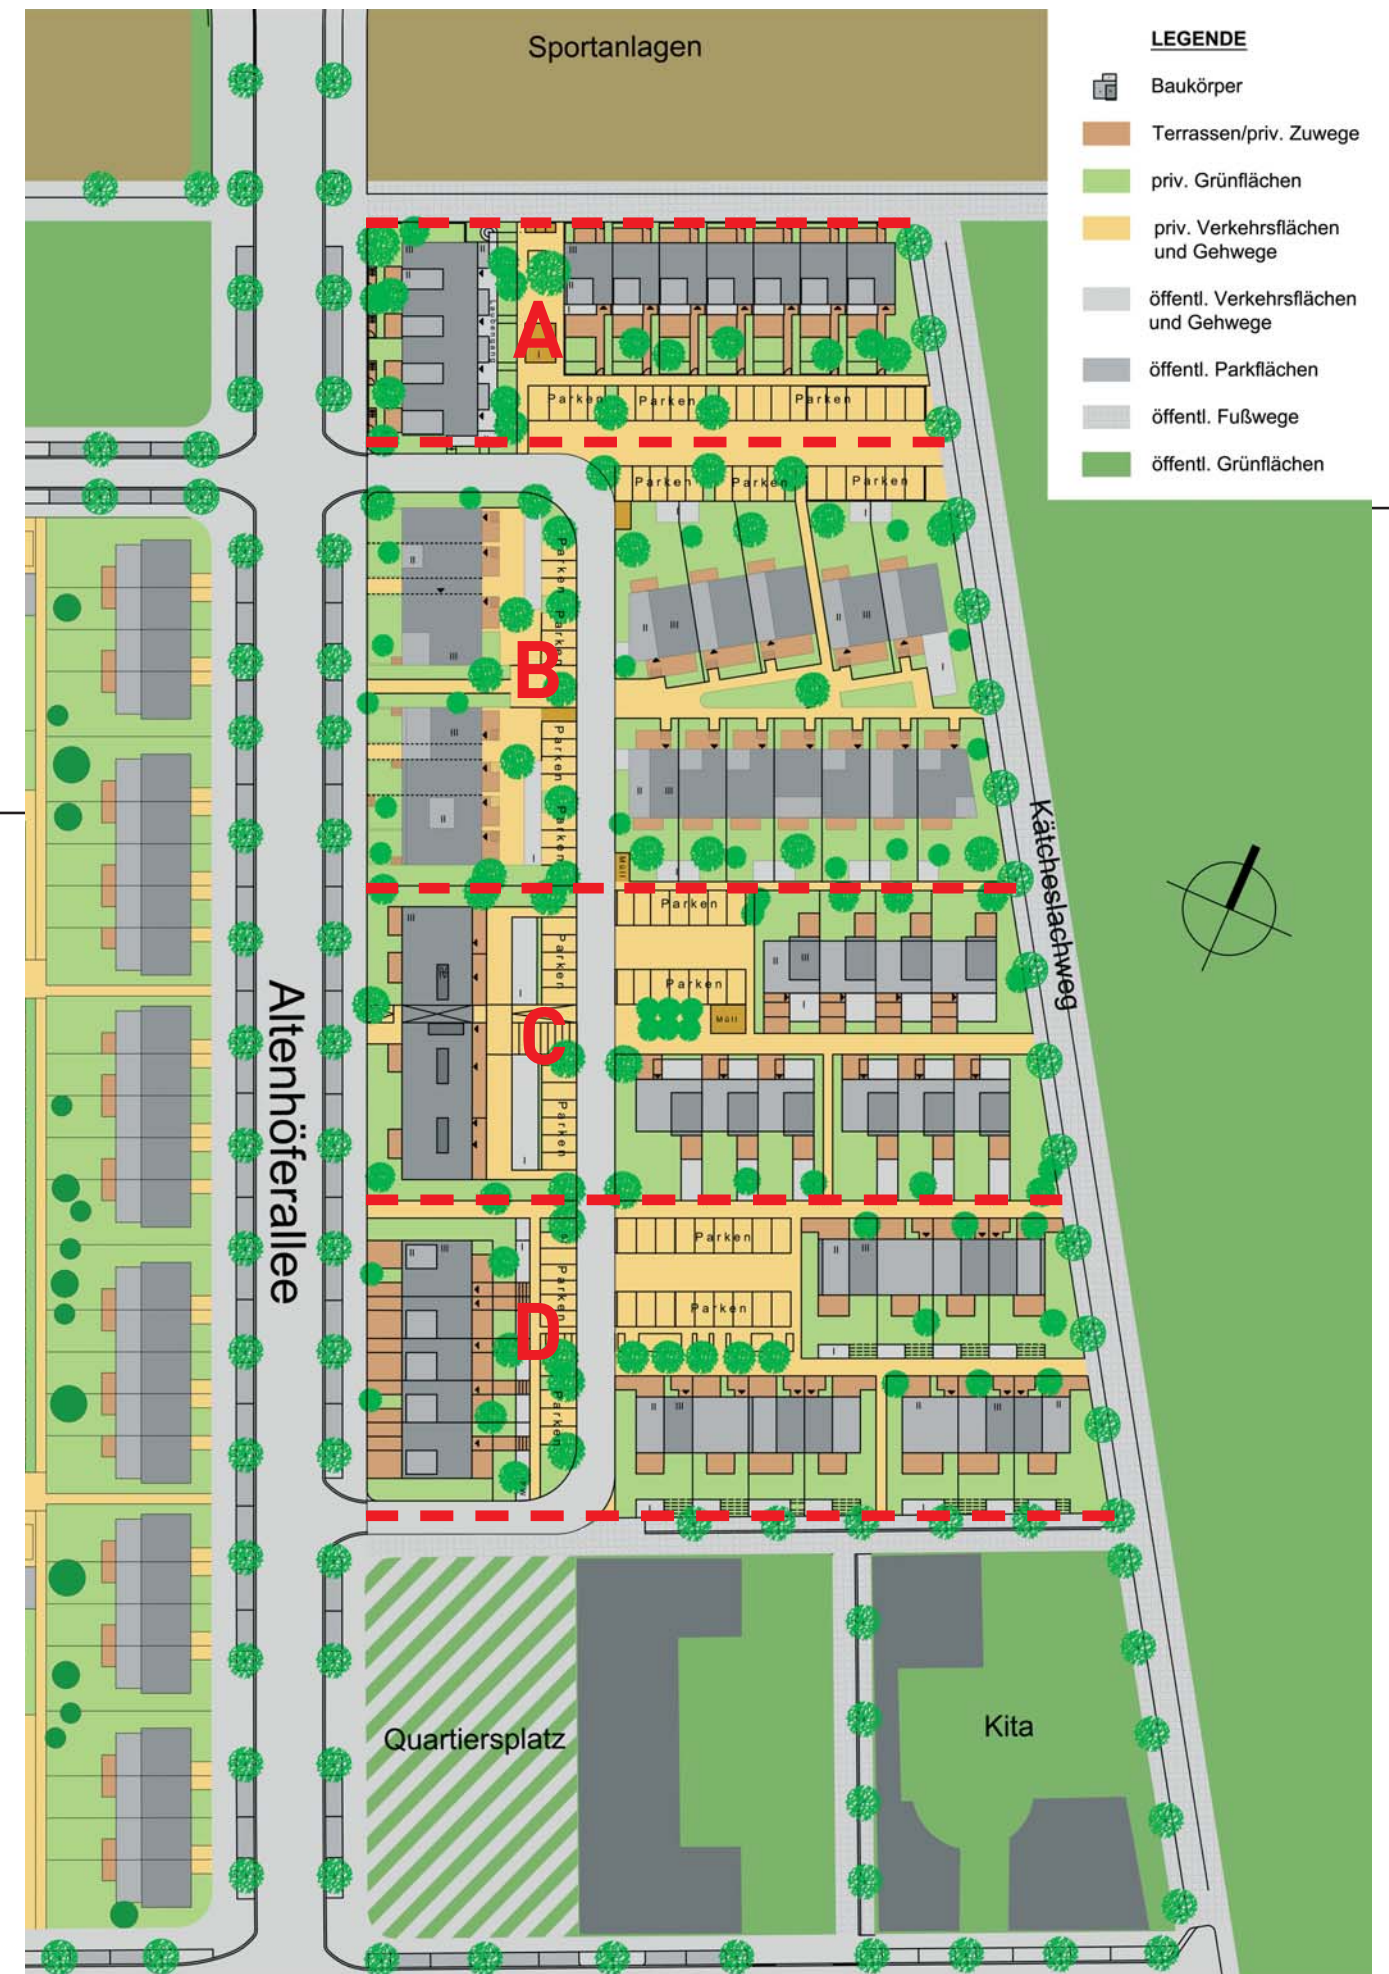 Sportanlagen
LEGENDE
Baukörper
Terrassen/priv. Zuwege
priv. Grünflächen
priv. Verkehrsflächen
und Gehwege
öffentl. Verkehrsflächen
und Gehwege
öffentl. Parkflächen
öffentl. Fußwege
öffentl. Grünflächen
A
Laubengang
Parken
Parken
Parken
Parken
Parken
Parken
B
Parken
Parken
Parken
Parken
Müll
Kätcheslachweg
Altenhöferallee
C
Parken
Parken
Müll
Parken
Parken
D
Parken
Parken
Parken
Parken
Quartiersplatz
Kita